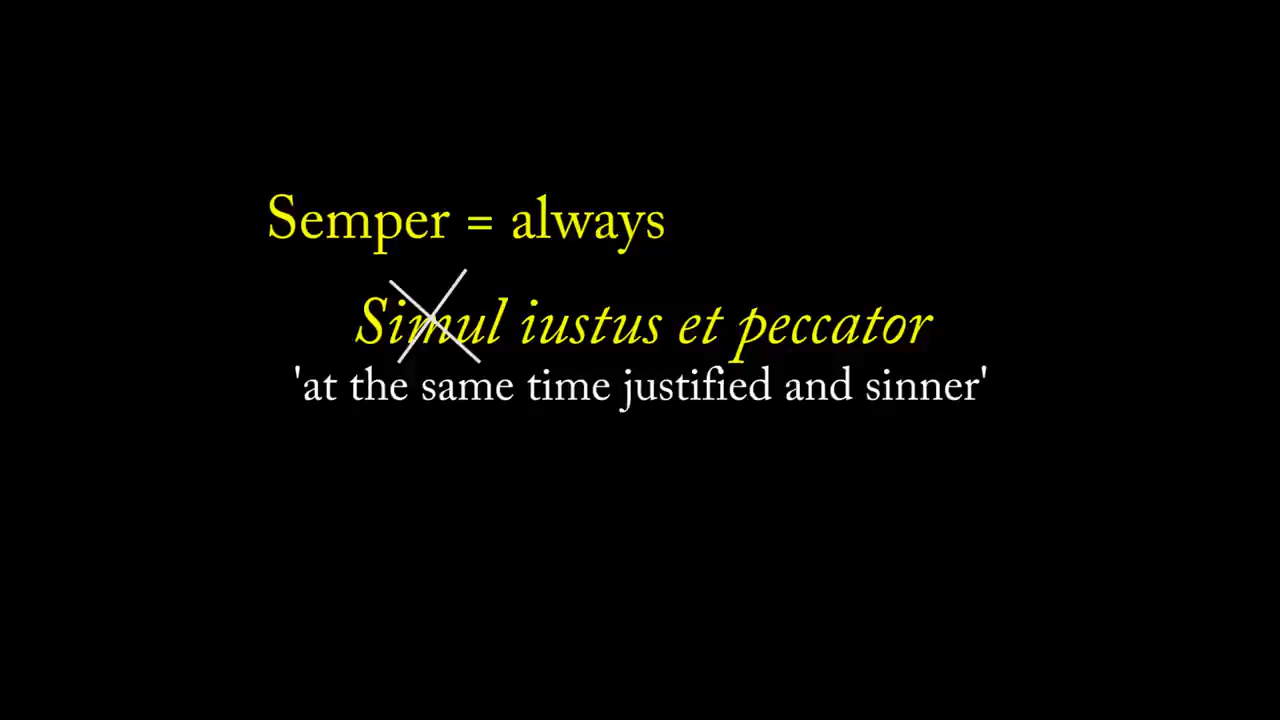 Semper = always
Simul iustus et peccator
'at the same time justified and sinner'